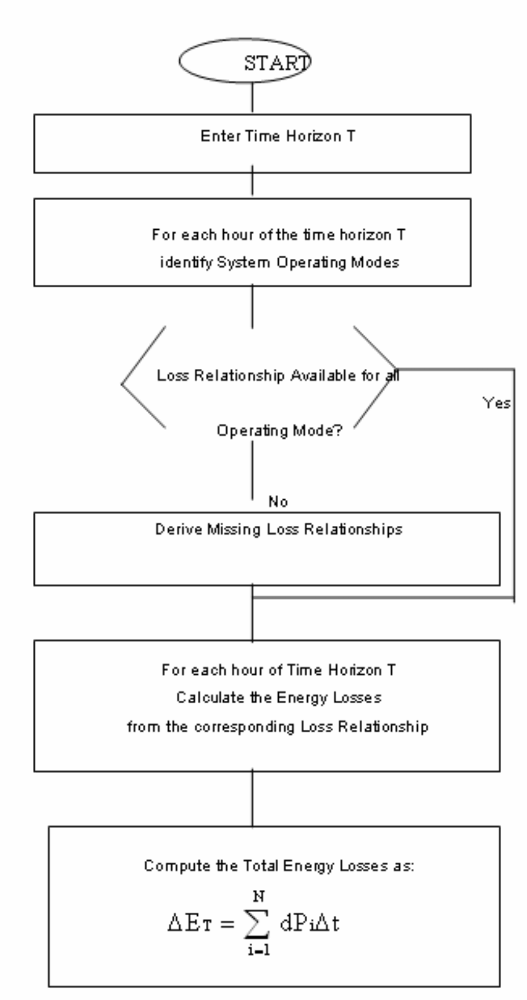 START
Enter Time Horizon T
For each hour of the time horizon T
identify System Operating Modes
Loss Relationship Available for all
Yes
Operating Mode?
No
Derive Missing Loss Relationships
For each hour of Time Horizon T
Calculate the Energy Losses
from the corresponding Loss Relationship
Compute the Total Energy Losses as:
N
ΔET = ∑ dPiΔt
i=1